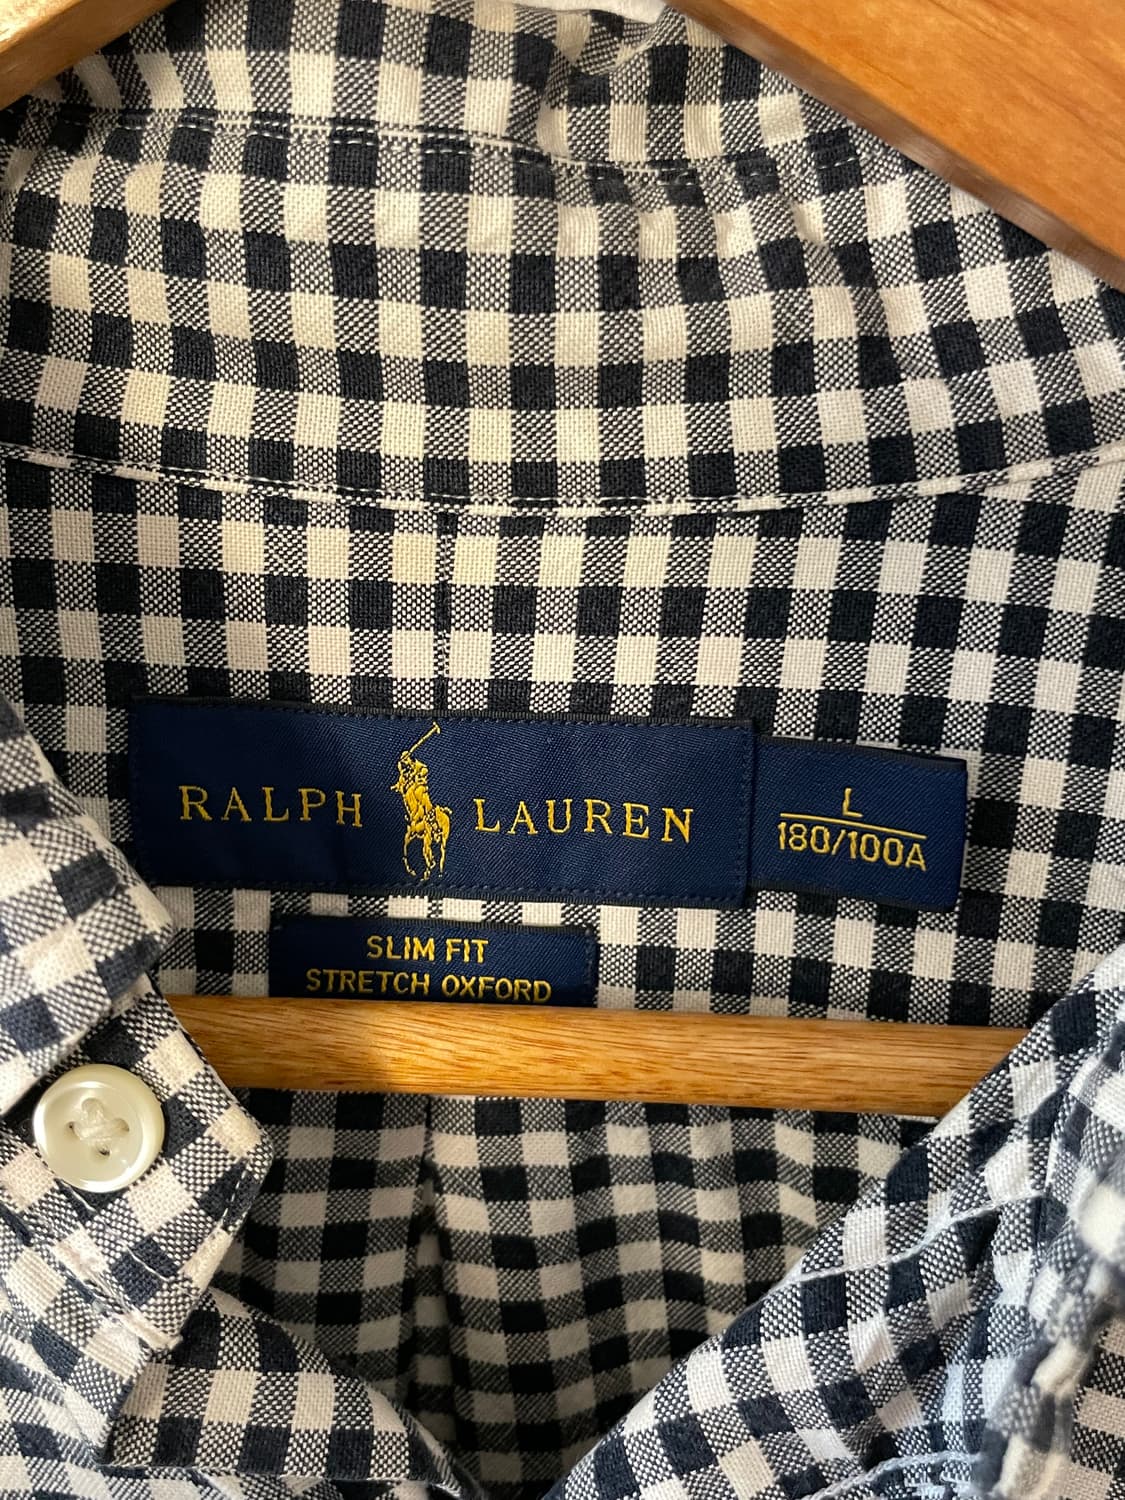 RALPH LAUREN
L
180/100A
SLIM FIT
STRETCH OXFORD